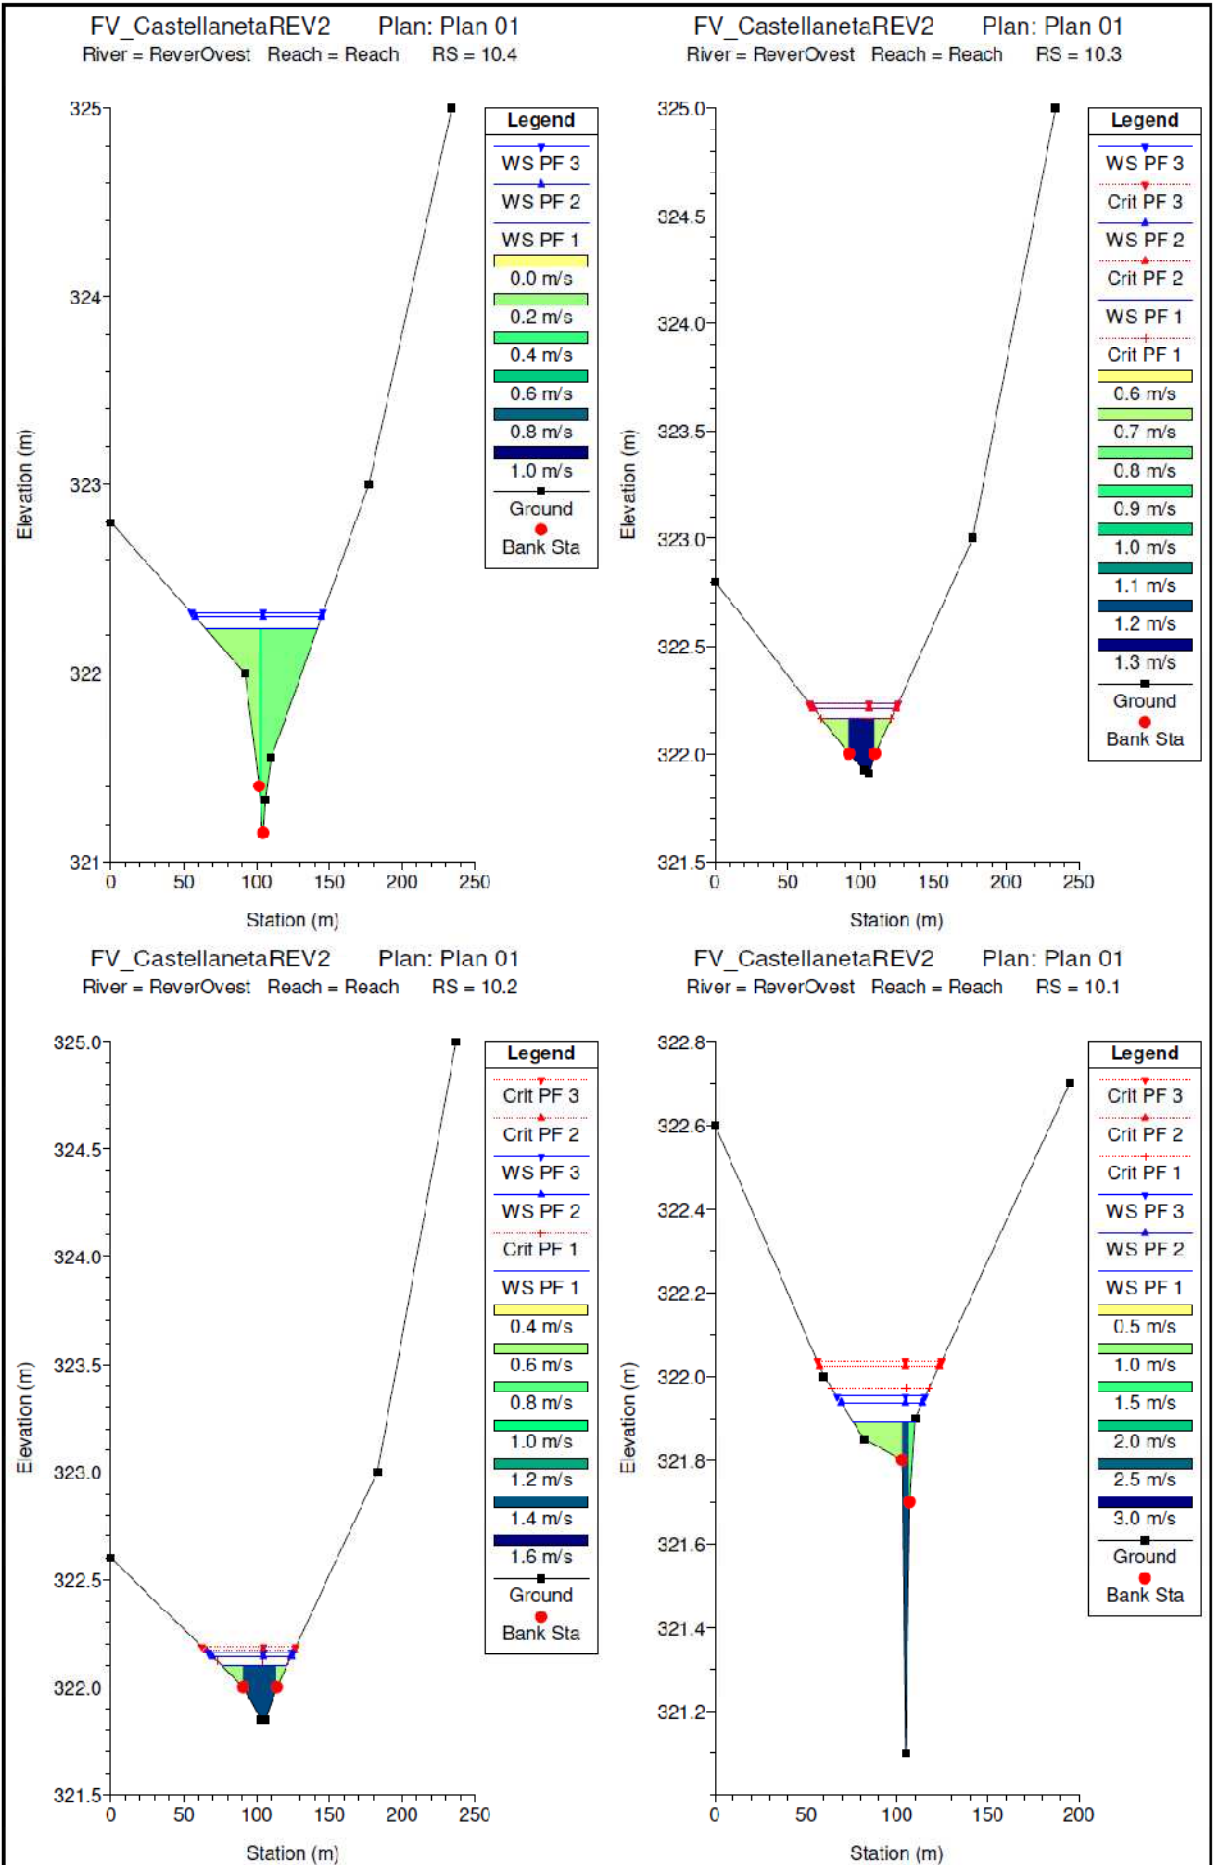 FV_CastellanetaREV2 Plan: Plan 01
River = ReverOvest Reach = Reach RS = 10.4
325
324
323
322
321
Elevation (m)
0 50 100 150 200 250
Station (m)
Legend
WS PF 3
WS PF 2
WS PF 1
0.0 m/s
0.2 m/s
0.4 m/s
0.6 m/s
0.8 m/s
1.0 m/s
Ground
Bank Sta
FV_CastellanetaREV2 Plan: Plan 01
River = ReverOvest Reach = Reach RS = 10.3
325.0
324.5
324.0
323.5
323.0
322.5
322.0
321.5
Elevation (m)
0 50 100 150 200 250
Station (m)
Legend
WS PF 3
Crit PF 3
WS PF 2
Crit PF 2
WS PF 1
Crit PF 1
0.6 m/s
0.7 m/s
0.8 m/s
0.9 m/s
1.0 m/s
1.1 m/s
1.2 m/s
1.3 m/s
Ground
Bank Sta
FV_CastellanetaREV2 Plan: Plan 01
River = ReverOvest Reach = Reach RS = 10.2
325.0
324.5
324.0
323.5
323.0
322.5
322.0
321.5
Elevation (m)
0 50 100 150 200 250
Station (m)
Legend
Crit PF 3
Crit PF 2
WS PF 3
WS PF 2
Crit PF 1
WS PF 1
0.4 m/s
0.6 m/s
0.8 m/s
1.0 m/s
1.2 m/s
1.4 m/s
1.6 m/s
Ground
Bank Sta
FV_CastellanetaREV2 Plan: Plan 01
River = ReverOvest Reach = Reach RS = 10.1
322.8
322.6
322.4
322.2
322.0
321.8
321.6
321.4
321.2
Elevation (m)
0 50 100 150 200
Station (m)
Legend
Crit PF 3
Crit PF 2
Crit PF 1
WS PF 3
WS PF 2
WS PF 1
0.5 m/s
1.0 m/s
1.5 m/s
2.0 m/s
2.5 m/s
3.0 m/s
Ground
Bank Sta